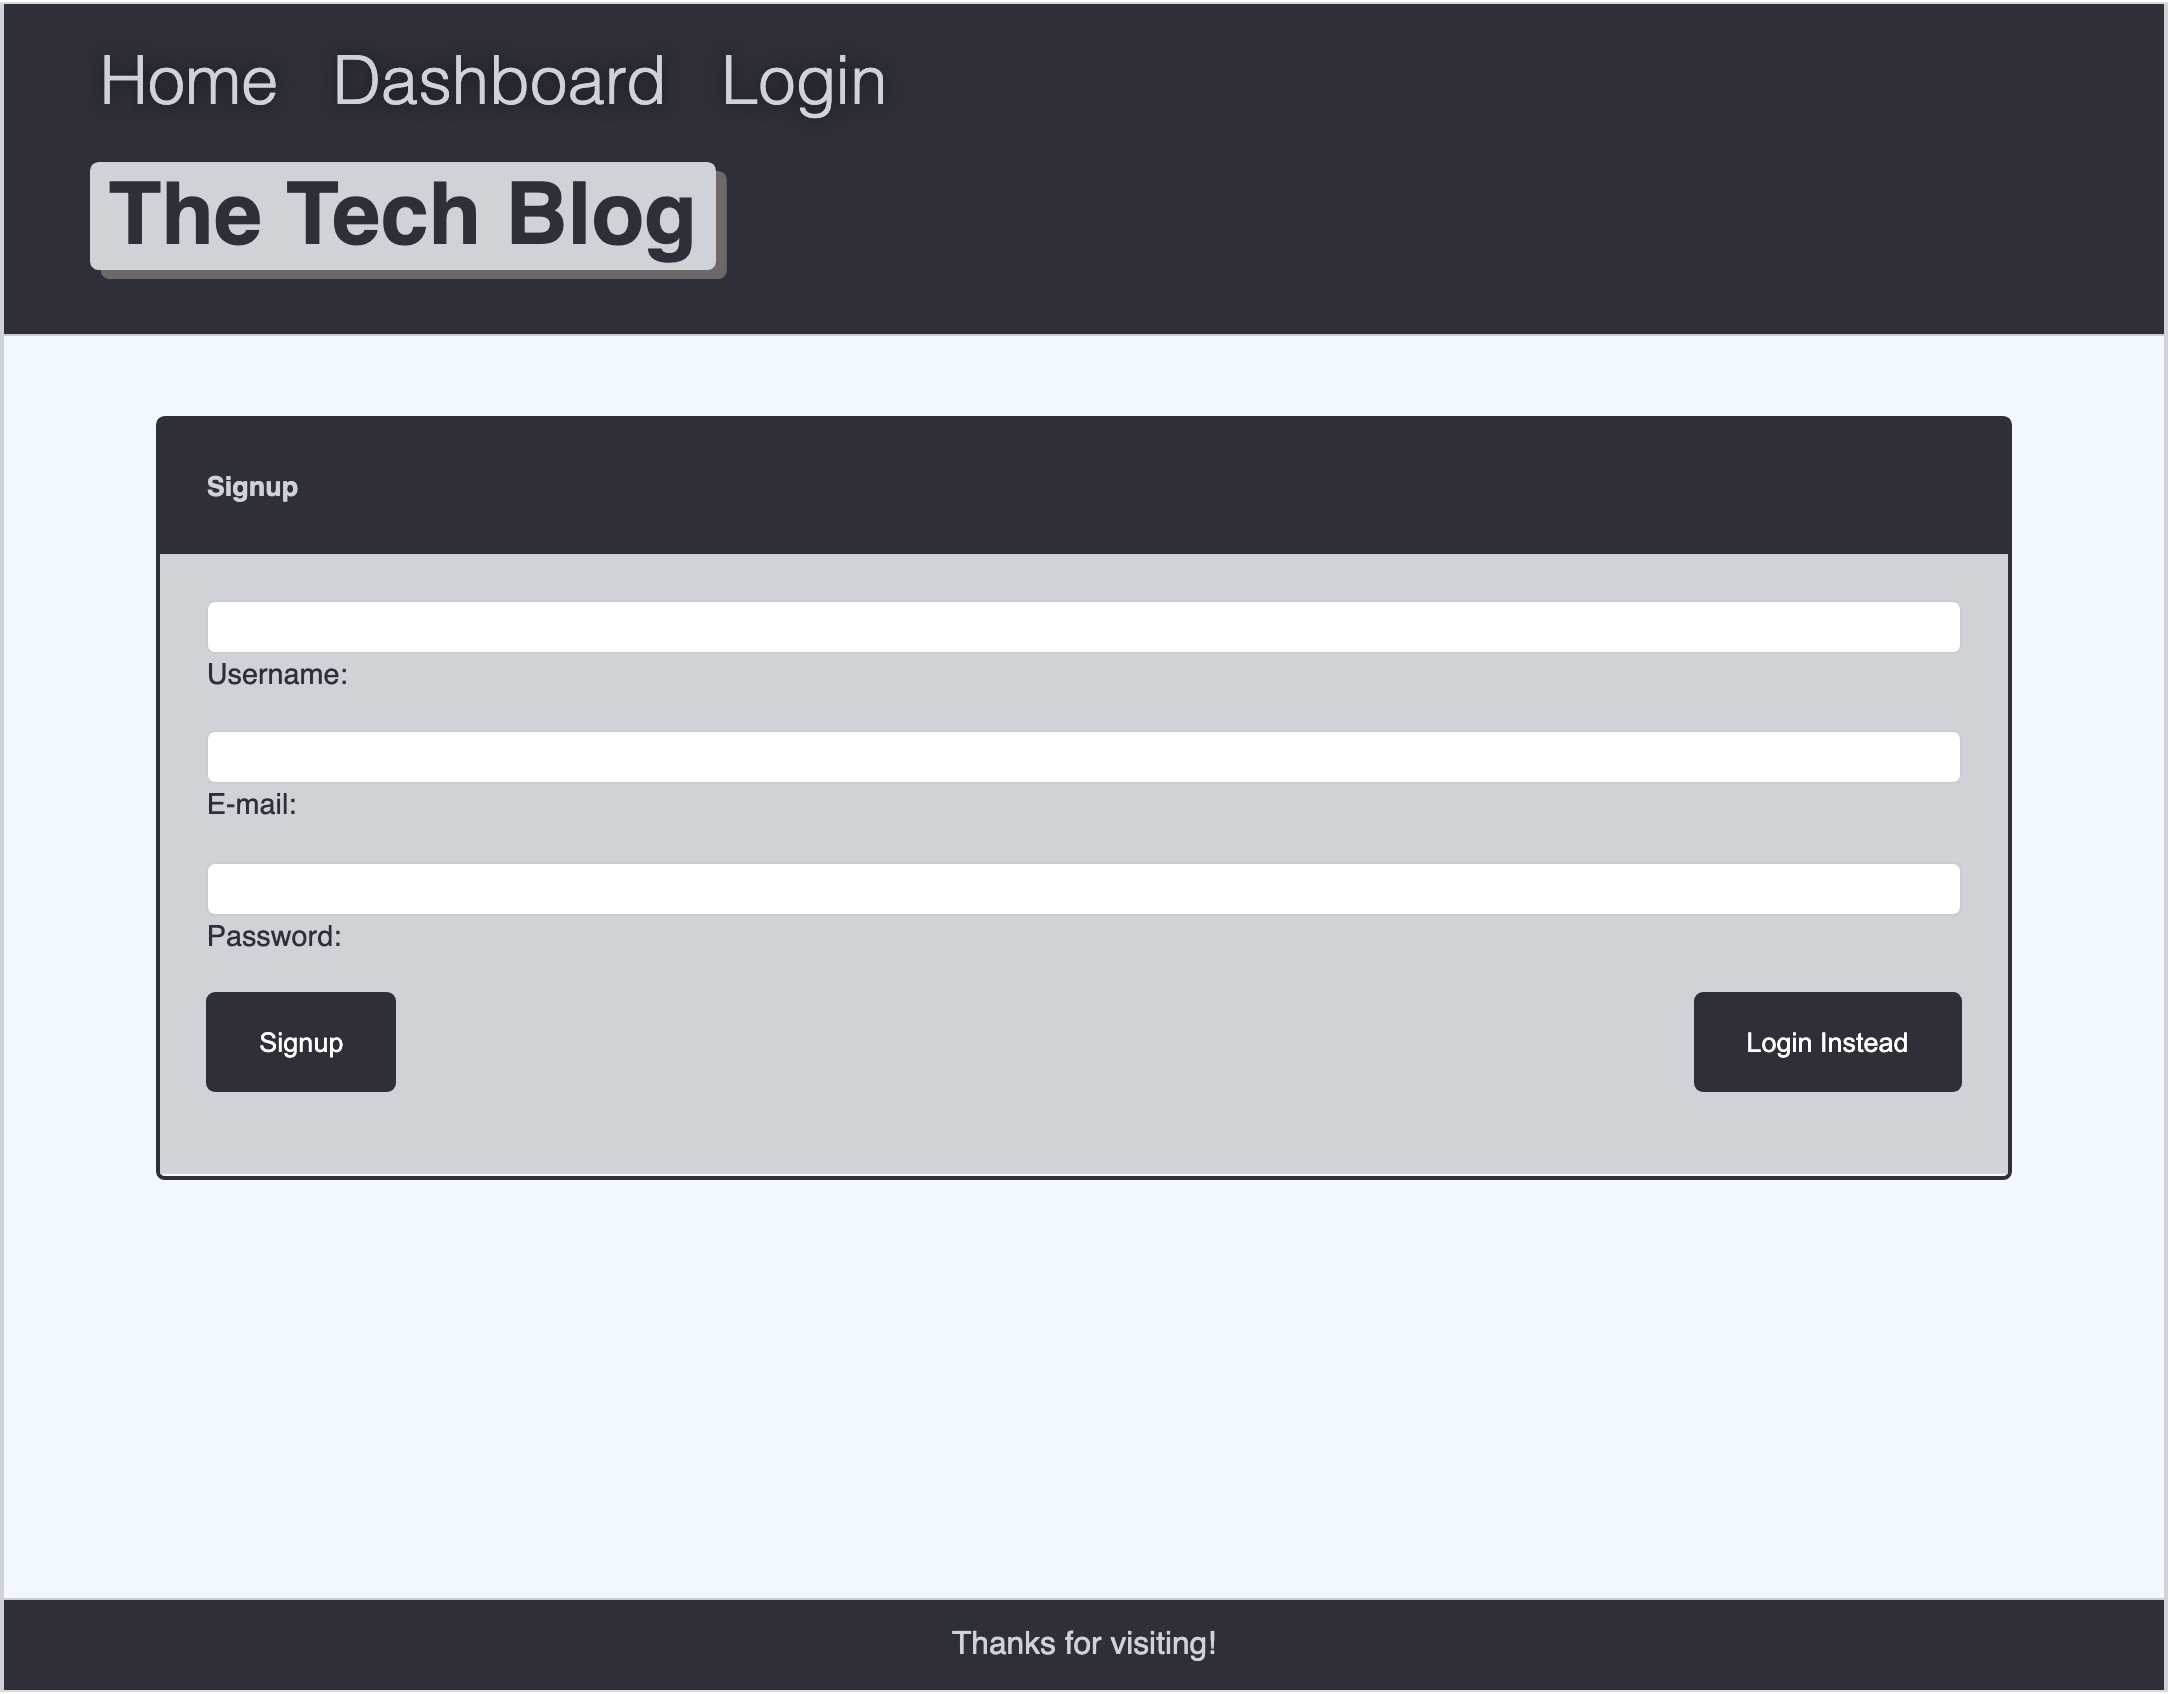 Home Dashboard Login
The Tech Blog
Signup
Username:
E-mail:
Password:
Signup Login Instead
Thanks for visiting!